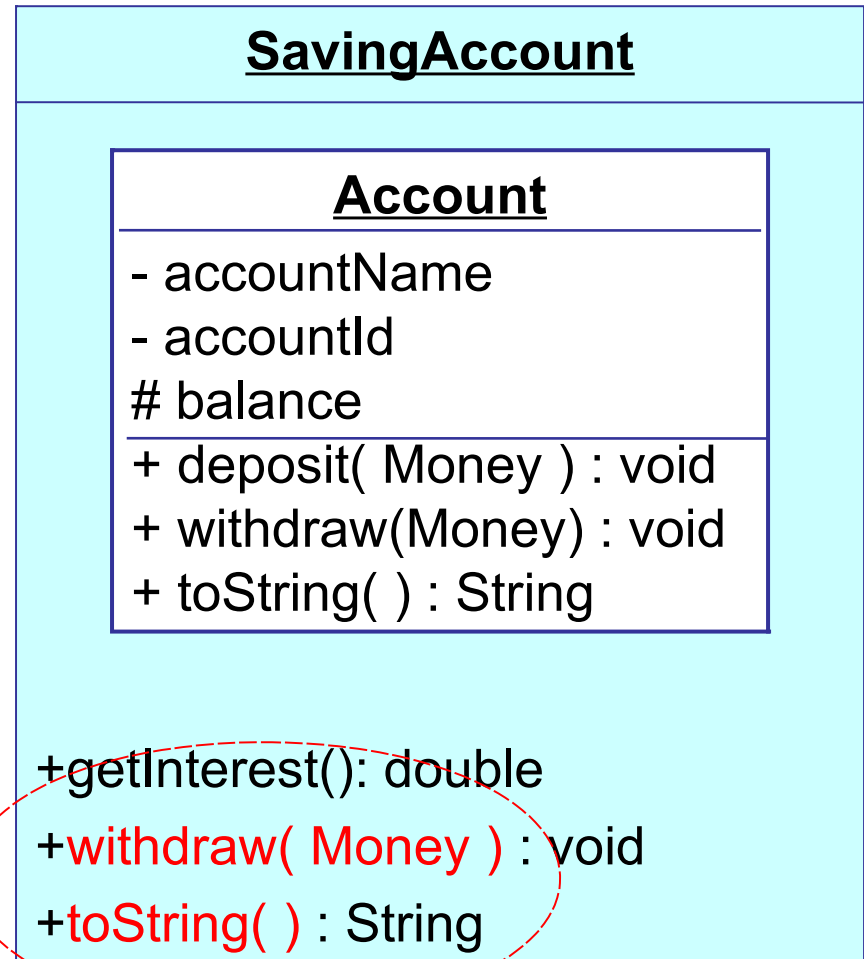 SavingAccount
Account
- accountName
- accountId
# balance
+ deposit( Money ) : void
+ withdraw(Money) : void
+ toString( ) : String
+getInterest(): double
+withdraw( Money ) : void
+toString( ) : String